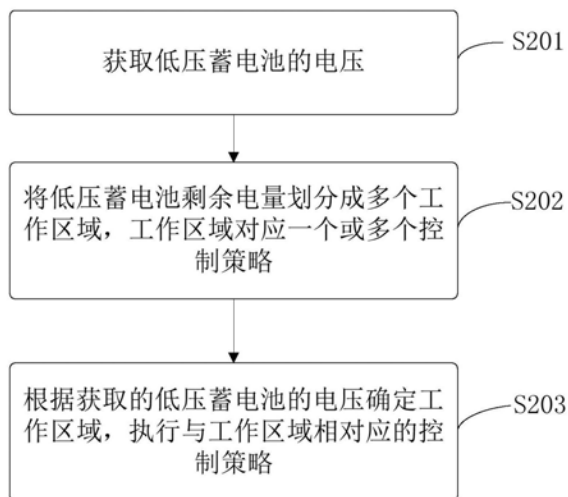 获取低压蓄电池的电压
S201
将低压蓄电池剩余电量划分成多个工
作区域，工作区域对应一个或多个控
制策略
S202
根据获取的低压蓄电池的电压确定工
作区域，执行与工作区域相对应的控
制策略
S203